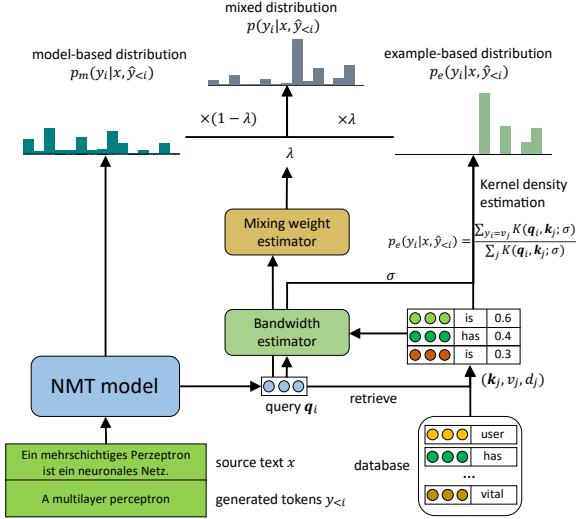 mixed distribution
p(y_i|x, ŷ_{<i})
model-based distribution
p_m(y_i|x, ŷ_{<i})
example-based distribution
p_e(y_i|x, ŷ_{<i})
×(1 − λ)
×λ
λ
Kernel density
estimation
Mixing weight
estimator
p_e(y_i|x, ŷ_{<i}) = ∑_{y_i=v_j} K(q_i, k_j; σ) / ∑_j K(q_i, k_j; σ)
σ
Bandwidth
estimator
is 0.6
has 0.4
is 0.3
(k_j, v_j, d_j)
NMT model
query q_i
retrieve
Ein mehrschichtiges Perzeptron
ist ein neuronales Netz.
source text x
A multilayer perceptron
generated tokens y_{<i}
database
user
has
...
vital